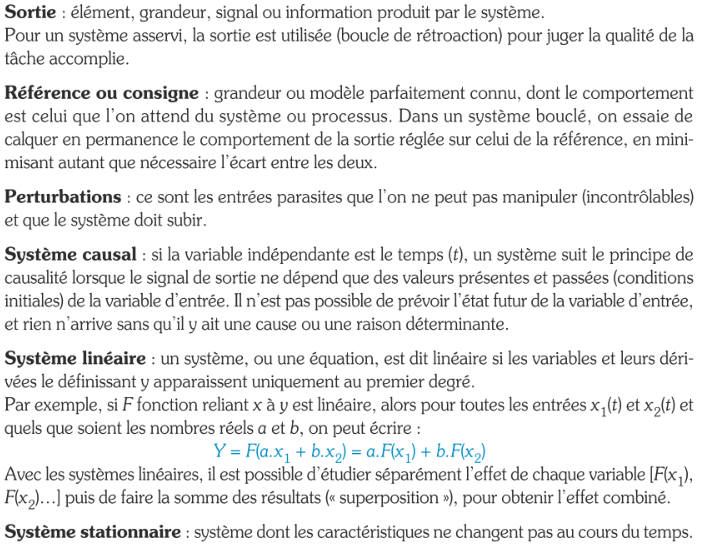 Sortie : élément, grandeur, signal ou information produit par le système.
Pour un système asservi, la sortie est utilisée (boucle de rétroaction) pour juger la qualité de la
tâche accomplie.
Référence ou consigne : grandeur ou modèle parfaitement connu, dont le comportement
est celui que l'on attend du système ou processus. Dans un système bouclé, on essaie de
calquer en permanence le comportement de la sortie réglée sur celui de la référence, en mini-
misant autant que nécessaire l'écart entre les deux.
Perturbations : ce sont les entrées parasites que l'on ne peut pas manipuler (incontrôlables)
et que le système doit subir.
Système causal : si la variable indépendante est le temps (t), un système suit le principe de
causalité lorsque le signal de sortie ne dépend que des valeurs présentes et passées (conditions
initiales) de la variable d'entrée. Il n'est pas possible de prévoir l'état futur de la variable d'entrée,
et rien n'arrive sans qu'il y ait une cause ou une raison déterminante.
Système linéaire : un système, ou une équation, est dit linéaire si les variables et leurs déri-
vées le définissant y apparaissent uniquement au premier degré.
Par exemple, si F fonction reliant x à y est linéaire, alors pour toutes les entrées x₁(t) et x₂(t) et
quels que soient les nombres réels a et b, on peut écrire :
Y = F(a.x₁ + b.x₂) = a.F(x₁) + b.F(x₂)
Avec les systèmes linéaires, il est possible d'étudier séparément l'effet de chaque variable [F(x₁),
F(x₂)…] puis de faire la somme des résultats (« superposition »), pour obtenir l'effet combiné.
Système stationnaire : système dont les caractéristiques ne changent pas au cours du temps.